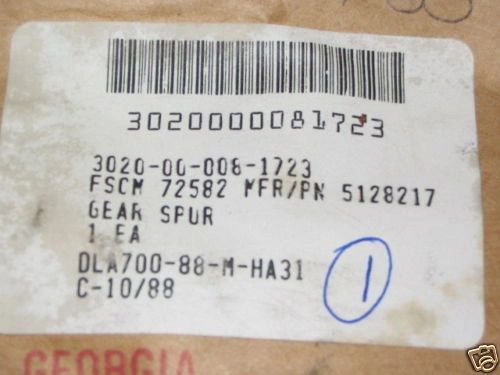 3020000081723
3020-00-008-1723
FSCM 72582 MFR/PN 5128217
GEAR SPUR
1 EA
DLA700-88-M-HA31
C-10/88
1
GEORGIA